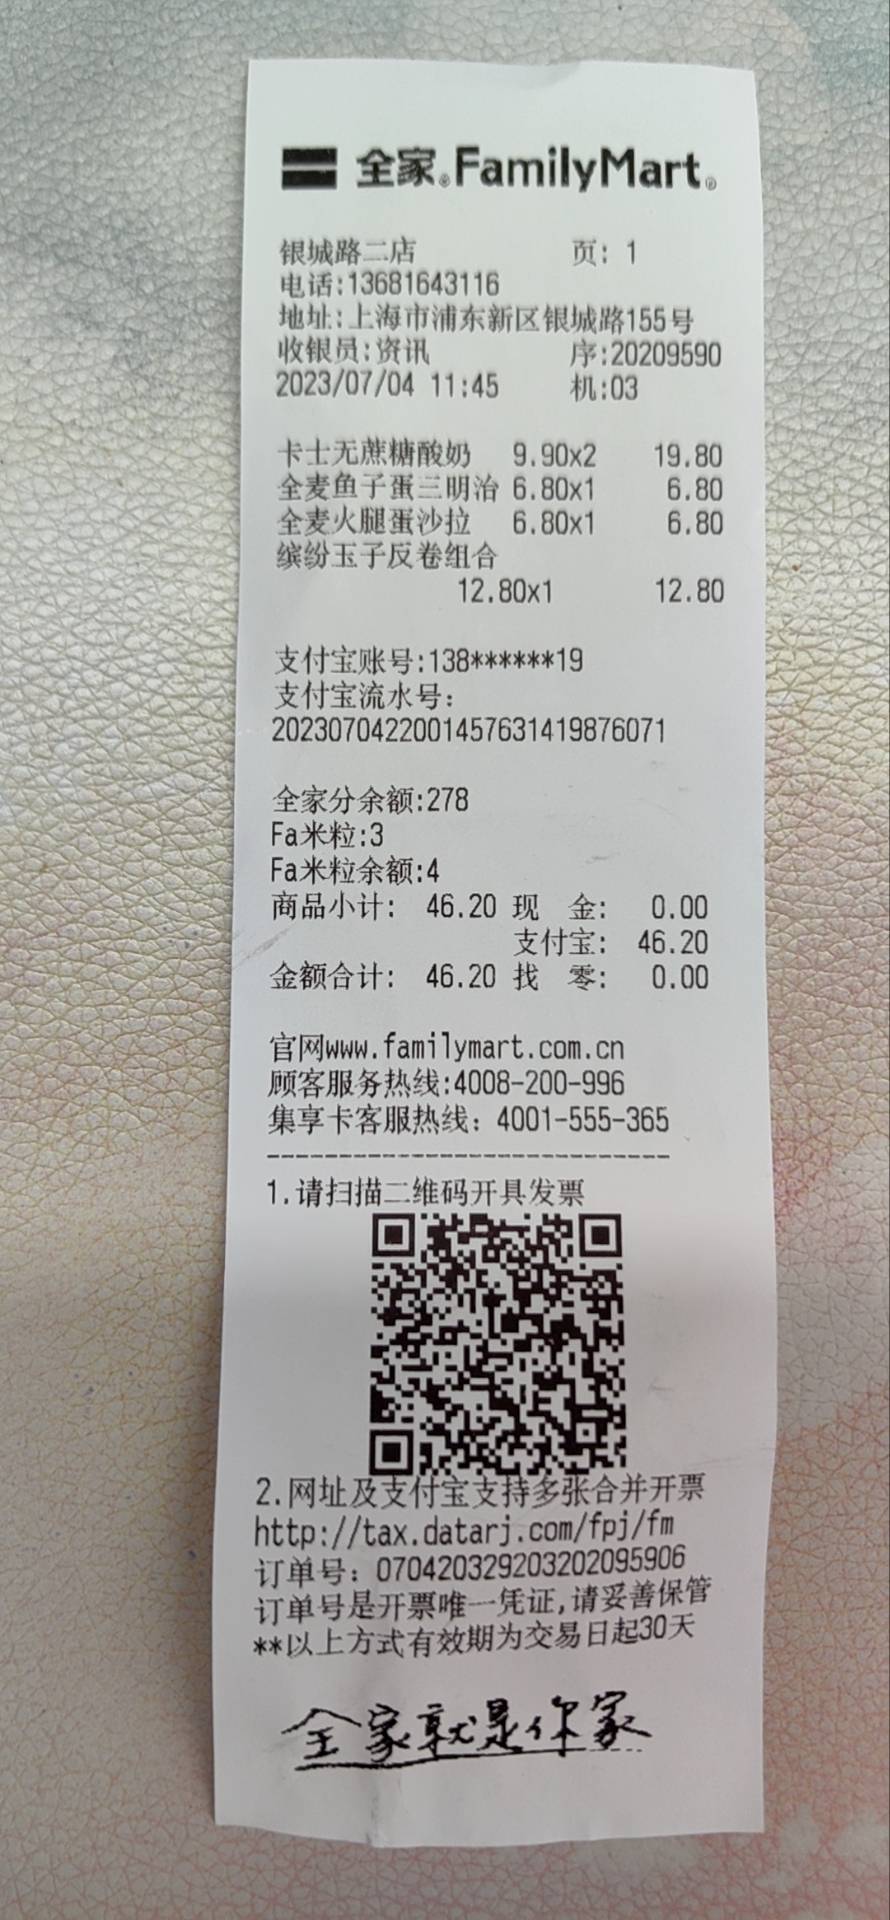 全家®FamilyMart®
银城路二店 页: 1
电话:13681643116
地址:上海市浦东新区银城路155号
收银员:资讯 序:20209590
2023/07/04 11:45 机:03
卡士无蔗糖酸奶 9.90x2 19.80
全麦鱼子蛋三明治 6.80x1 6.80
全麦火腿蛋沙拉 6.80x1 6.80
缤纷玉子反卷组合
12.80x1 12.80
支付宝账号:138******19
支付宝流水号:
2023070422001457631419876071
全家分余额:278
Fa米粒:3
Fa米粒余额:4
商品小计: 46.20 现 金: 0.00
支付宝: 46.20
金额合计: 46.20 找 零: 0.00
官网www.familymart.com.cn
顾客服务热线:4008-200-996
集享卡客服热线: 4001-555-365
----------------------------
1.请扫描二维码开具发票
2.网址及支付宝支持多张合并开票
http://tax.datarj.com/fpj/fm
订单号: 070420329203202095906
订单号是开票唯一凭证,请妥善保管
**以上方式有效期为交易日起30天
全家就是你家